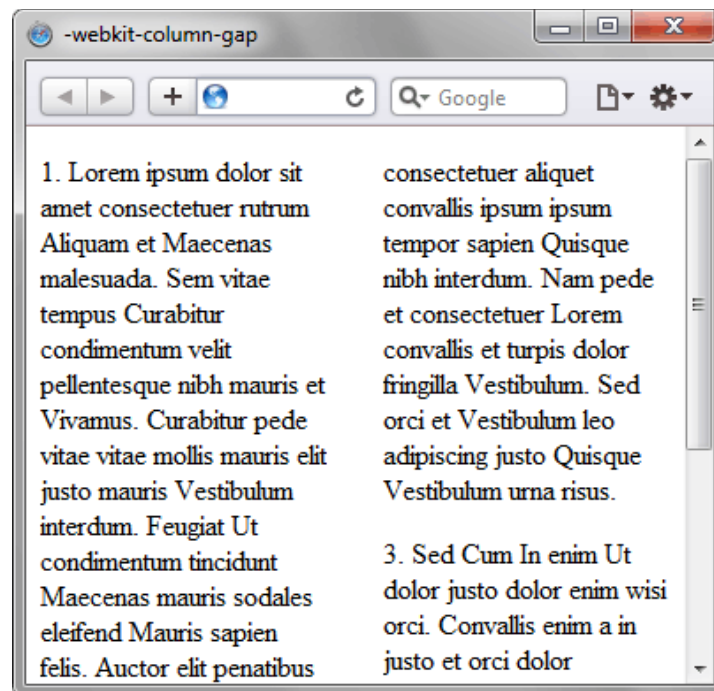 -webkit-column-gap
Google
1. Lorem ipsum dolor sit
amet consectetuer rutrum
Aliquam et Maecenas
malesuada. Sem vitae
tempus Curabitur
condimentum velit
pellentesque nibh mauris et
Vivamus. Curabitur pede
vitae vitae mollis mauris elit
justo mauris Vestibulum
interdum. Feugiat Ut
condimentum tincidunt
Maecenas mauris sodales
eleifend Mauris sapien
felis. Auctor elit penatibus
consectetuer aliquet
convallis ipsum ipsum
tempor sapien Quisque
nibh interdum. Nam pede
et consectetuer Lorem
convallis et turpis dolor
fringilla Vestibulum. Sed
orci et Vestibulum leo
adipiscing justo Quisque
Vestibulum urna risus.
3. Sed Cum In enim Ut
dolor justo dolor enim wisi
orci. Convallis enim a in
justo et orci dolor